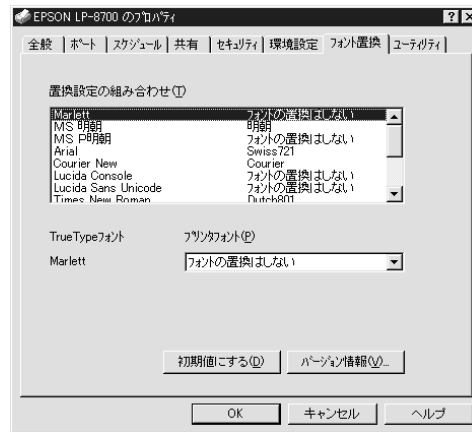 EPSON LP-8700 のﾌﾟﾛﾊﾟﾃｨ
全般 ﾎﾟｰﾄ ｽｹｼﾞｭｰﾙ 共有 ｾｷｭﾘﾃｨ 環境設定 ﾌｫﾝﾄ置換 ﾕｰﾃｨﾘﾃｨ
置換設定の組み合わせ(T)
Marlett ﾌｫﾝﾄの置換はしない
MS 明朝 明朝
MS P明朝 ﾌｫﾝﾄの置換はしない
Arial Swiss721
Courier New Courier
Lucida Console ﾌｫﾝﾄの置換はしない
Lucida Sans Unicode ﾌｫﾝﾄの置換はしない
Times New Roman Dutch801
TrueTypeﾌｫﾝﾄ ﾌﾟﾘﾝﾀﾌｫﾝﾄ(P)
Marlett ﾌｫﾝﾄの置換はしない
初期値にする(D) ﾊﾞｰｼﾞｮﾝ情報(V)...
OK キャンセル ヘルプ